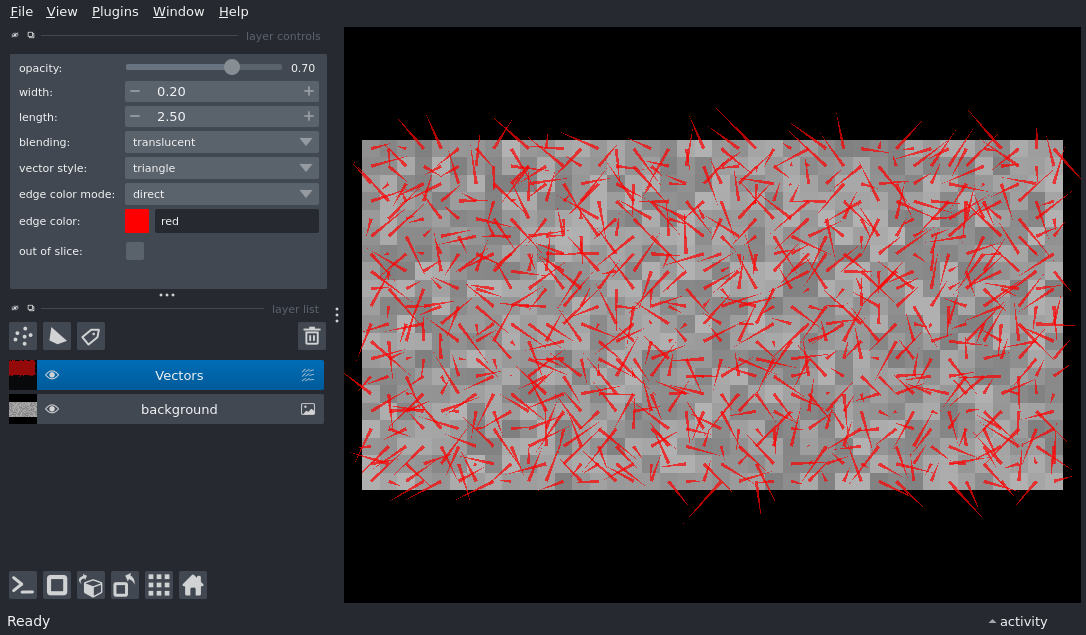 File View Plugins Window Help
layer controls
opacity: 0.70
width: − 0.20 +
length: − 2.50 +
blending: translucent
vector style: triangle
edge color mode: direct
edge color: red
out of slice:
layer list
Vectors
background
Ready
activity